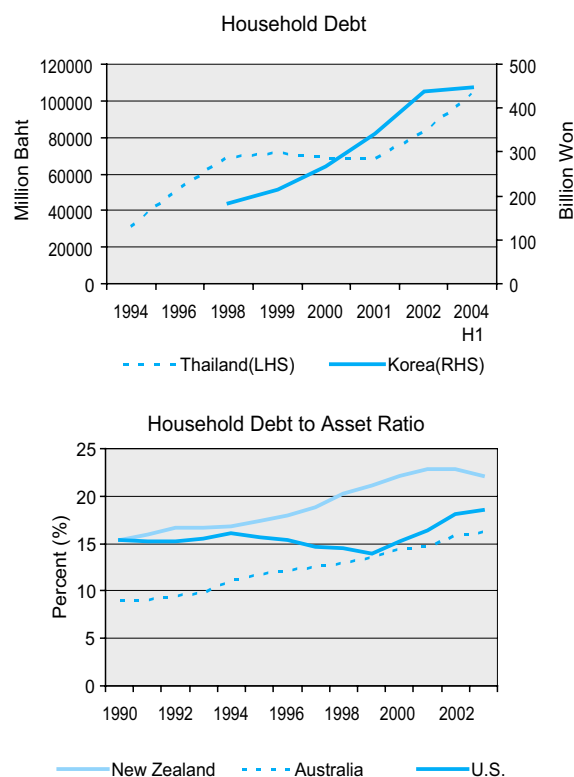 Household Debt
120000
100000
80000
60000
40000
20000
0
Million Baht
500
400
300
200
100
0
Billion Won
1994 1996 1998 1999 2000 2001 2002 2004
H1
Thailand(LHS) Korea(RHS)
Household Debt to Asset Ratio
25
20
15
10
5
0
Percent (%)
1990 1992 1994 1996 1998 2000 2002
New Zealand Australia U.S.